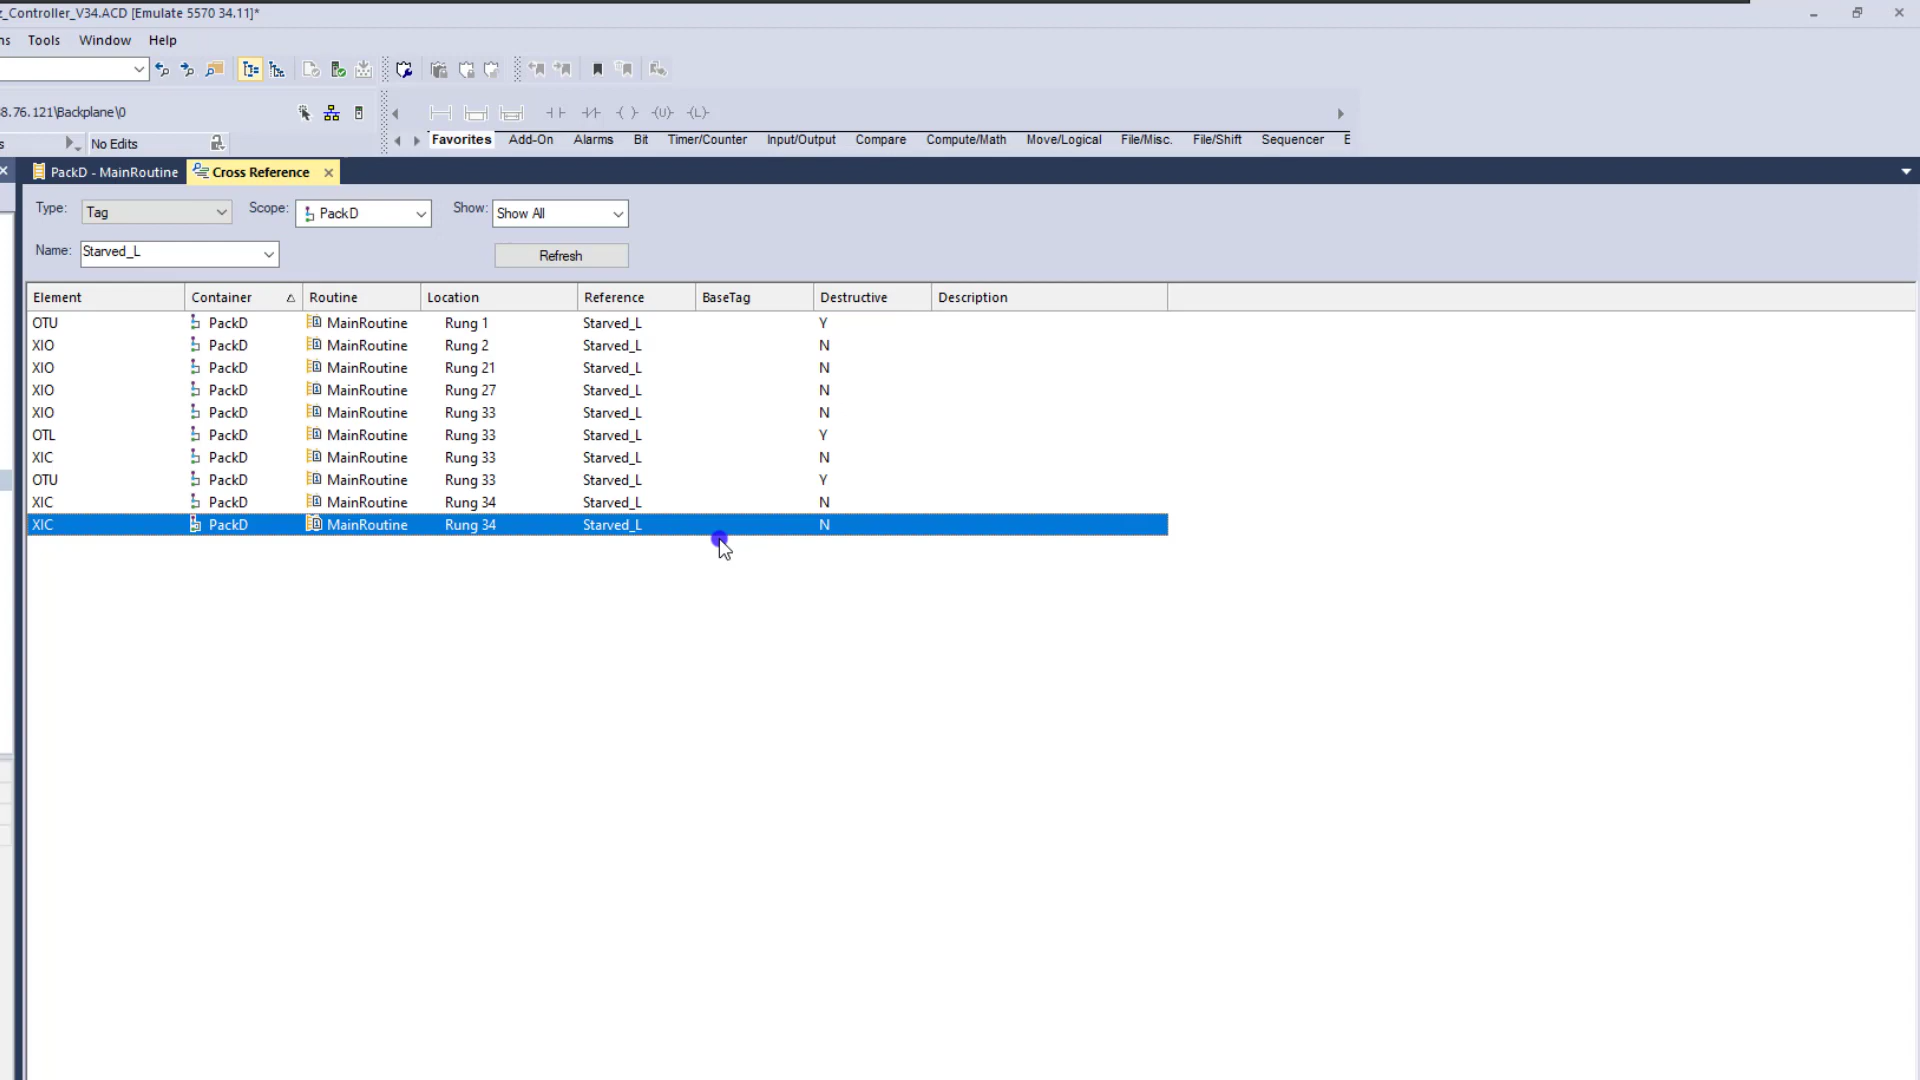 z_Controller_V34.ACD [Emulate 5570 34.11]*
ns Tools Window Help
8.76.121\Backplane\0
s No Edits
Favorites Add-On Alarms Bit Timer/Counter Input/Output Compare Compute/Math Move/Logical File/Misc. File/Shift Sequencer E
PackD - MainRoutine Cross Reference
Type: Tag Scope: PackD Show: Show All
Name: Starved_L Refresh
Element Container Routine Location Reference BaseTag Destructive Description
OTU PackD MainRoutine Rung 1 Starved_L Y
XIO PackD MainRoutine Rung 2 Starved_L N
XIO PackD MainRoutine Rung 21 Starved_L N
XIO PackD MainRoutine Rung 27 Starved_L N
XIO PackD MainRoutine Rung 33 Starved_L N
OTL PackD MainRoutine Rung 33 Starved_L Y
XIC PackD MainRoutine Rung 33 Starved_L N
OTU PackD MainRoutine Rung 33 Starved_L Y
XIC PackD MainRoutine Rung 34 Starved_L N
XIC PackD MainRoutine Rung 34 Starved_L N